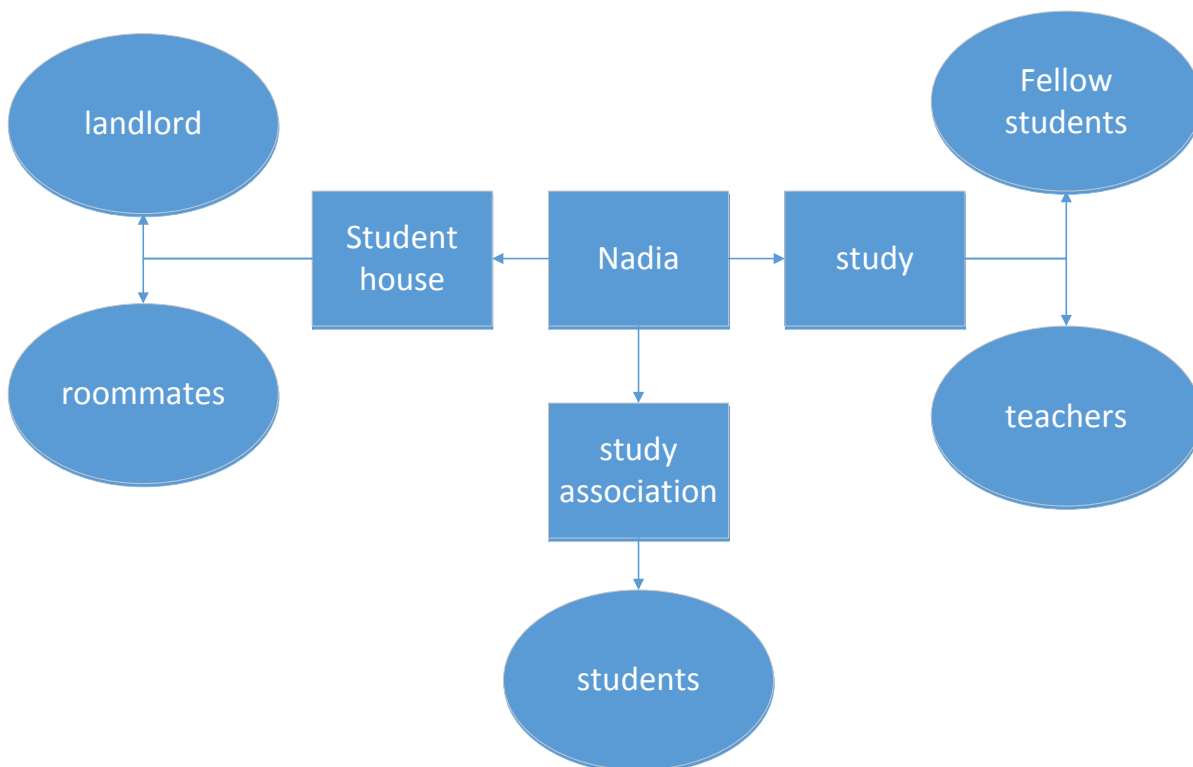 landlord
Fellow
students
Student
house
Nadia
study
roommates
teachers
study
association
students